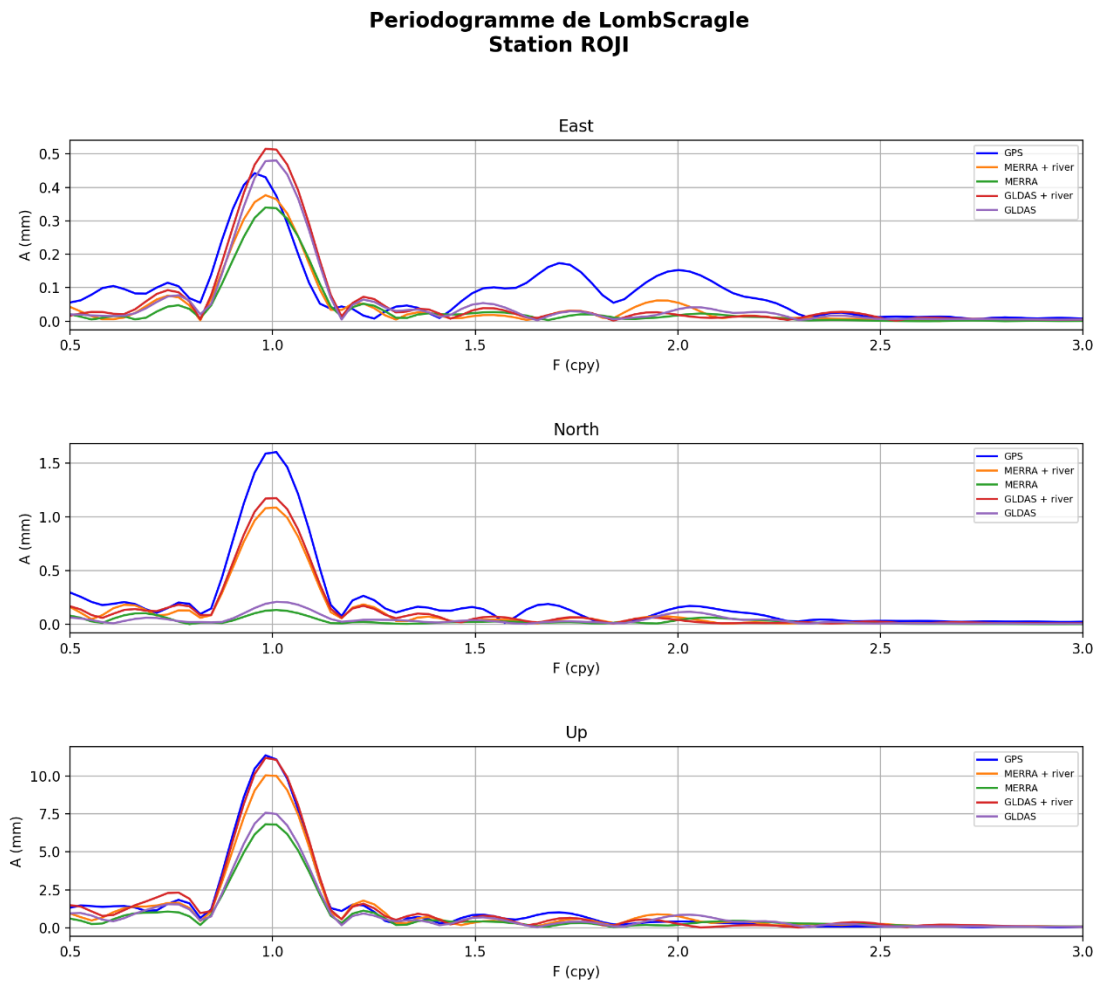 Periodogramme de LombScragle
Station ROJI
East
A (mm)
0.5
0.4
0.3
0.2
0.1
0.0
GPS
MERRA + river
MERRA
GLDAS + river
GLDAS
0.5 1.0 1.5 2.0 2.5 3.0
F (cpy)
North
A (mm)
1.5
1.0
0.5
0.0
GPS
MERRA + river
MERRA
GLDAS + river
GLDAS
0.5 1.0 1.5 2.0 2.5 3.0
F (cpy)
Up
A (mm)
10.0
7.5
5.0
2.5
0.0
GPS
MERRA + river
MERRA
GLDAS + river
GLDAS
0.5 1.0 1.5 2.0 2.5 3.0
F (cpy)